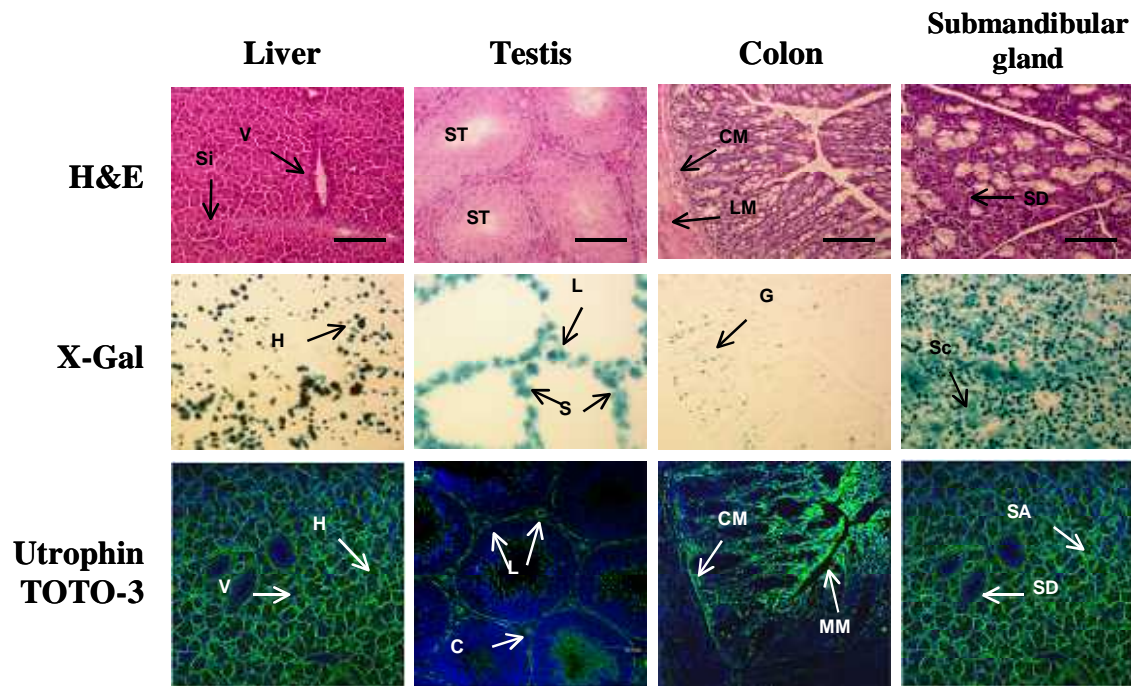 Liver Testis Colon Submandibular
gland
H&E
V
Si
ST
ST
CM
LM
SD
X-Gal
H
L
S
G
Sc
Utrophin
TOTO-3
H
V
L
C
CM
MM
SA
SD